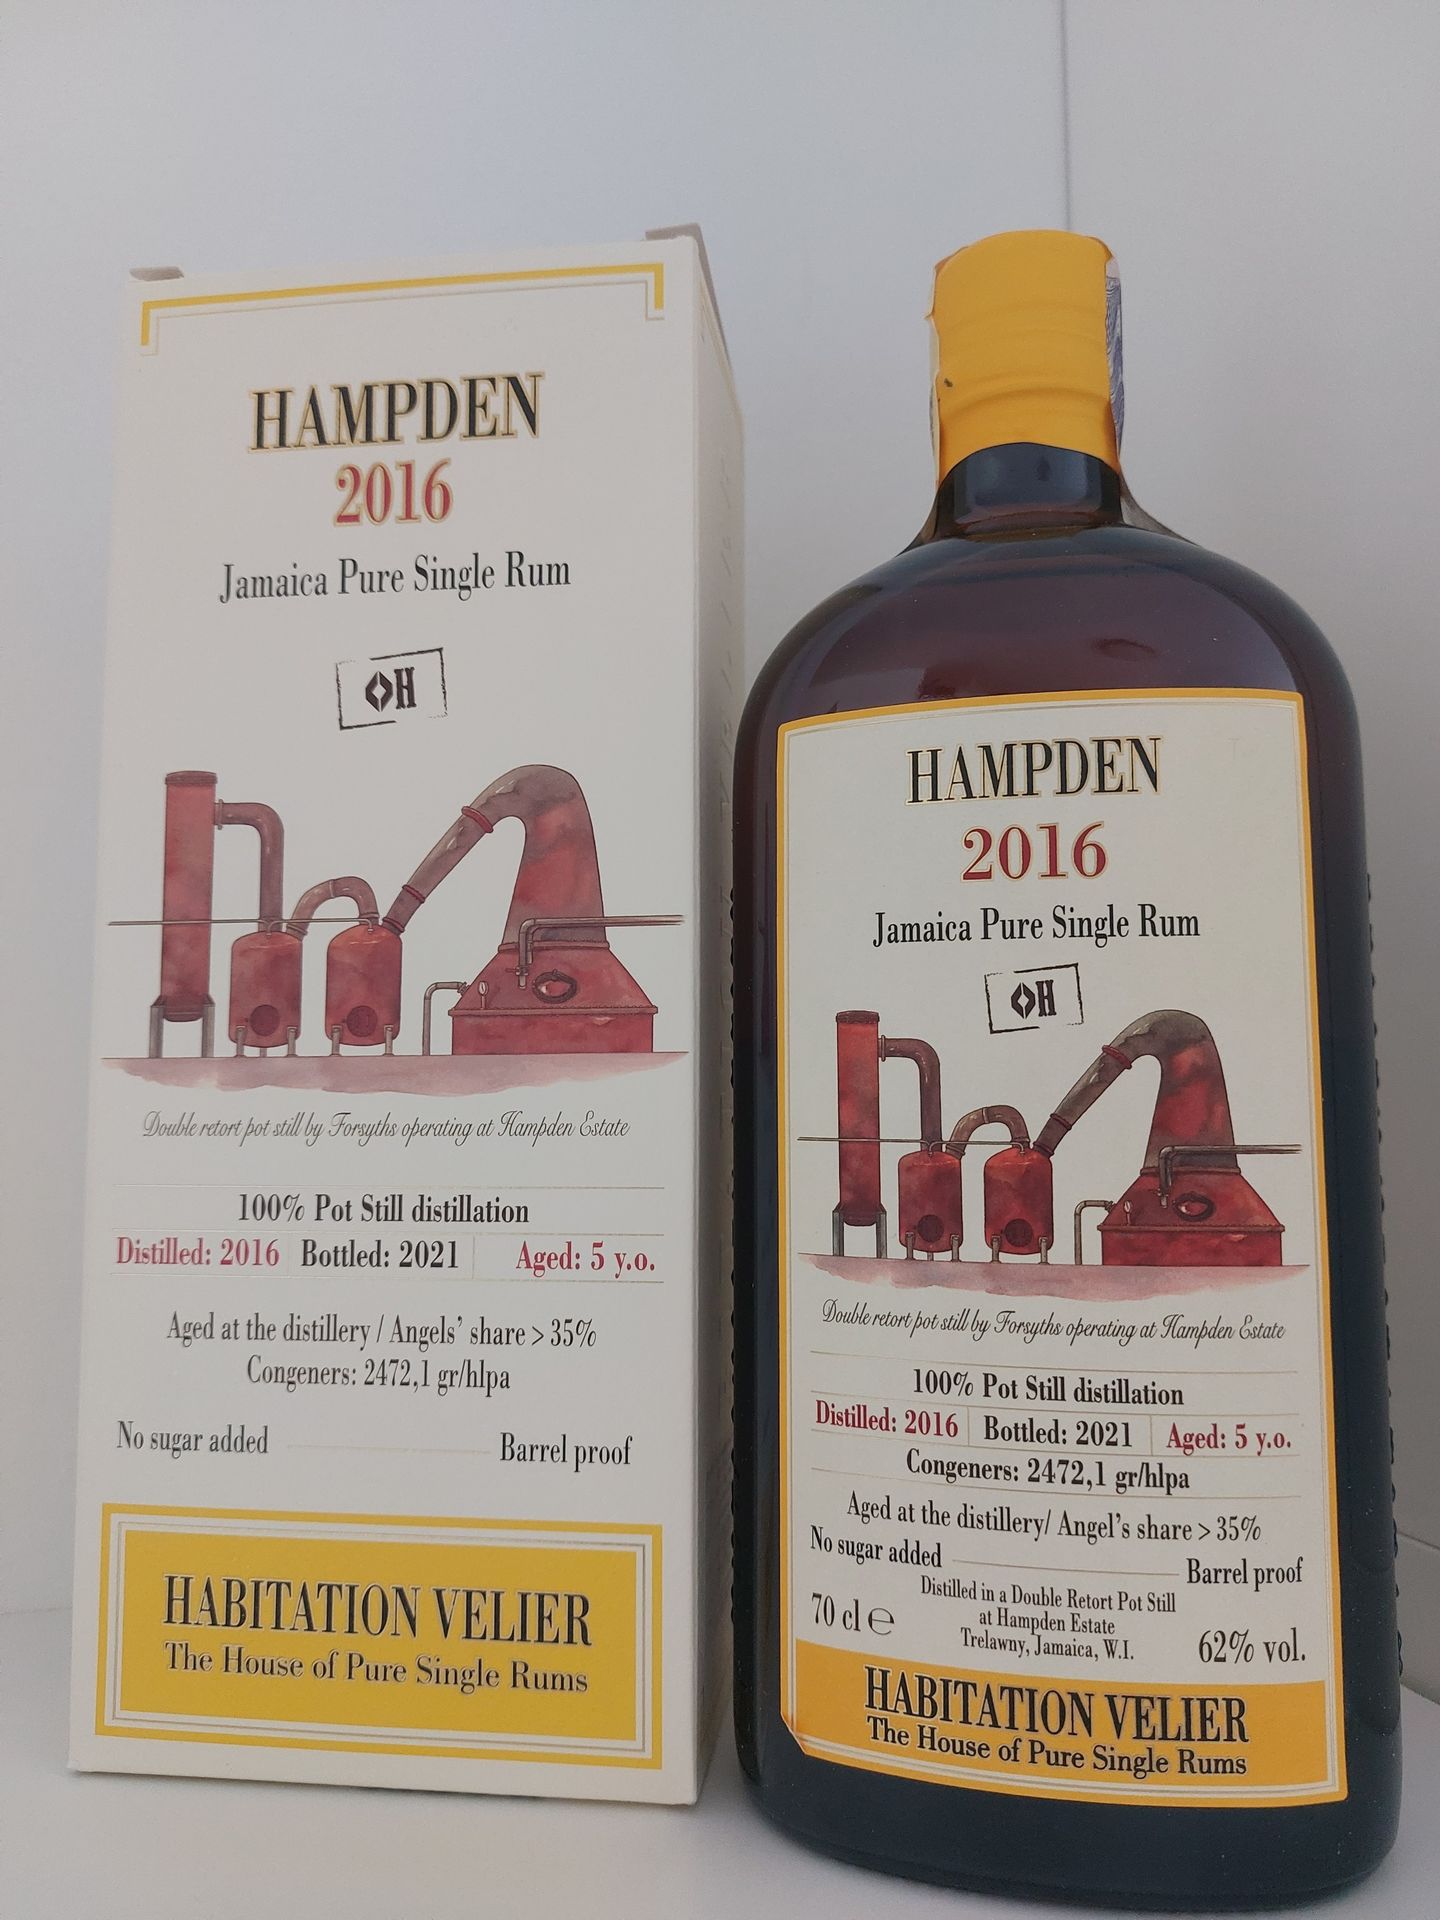 HAMPDEN
2016
Jamaica Pure Single Rum
<>H
Double retort pot still by Forsyths operating at Hampden Estate
100% Pot Still distillation
Distilled: 2016 Bottled: 2021 Aged: 5 y.o.
Aged at the distillery / Angels' share > 35%
Congeners: 2472,1 gr/hlpa
No sugar added Barrel proof
HABITATION VELIER
The House of Pure Single Rums
HAMPDEN
2016
Jamaica Pure Single Rum
<>H
Double retort pot still by Forsyths operating at Hampden Estate
100% Pot Still distillation
Distilled: 2016 Bottled: 2021 Aged: 5 y.o.
Congeners: 2472,1 gr/hlpa
Aged at the distillery/ Angel's share > 35%
No sugar added Barrel proof
Distilled in a Double Retort Pot Still
at Hampden Estate
Trelawny, Jamaica, W.I.
70 cl ℮ 62% vol.
HABITATION VELIER
The House of Pure Single Rums